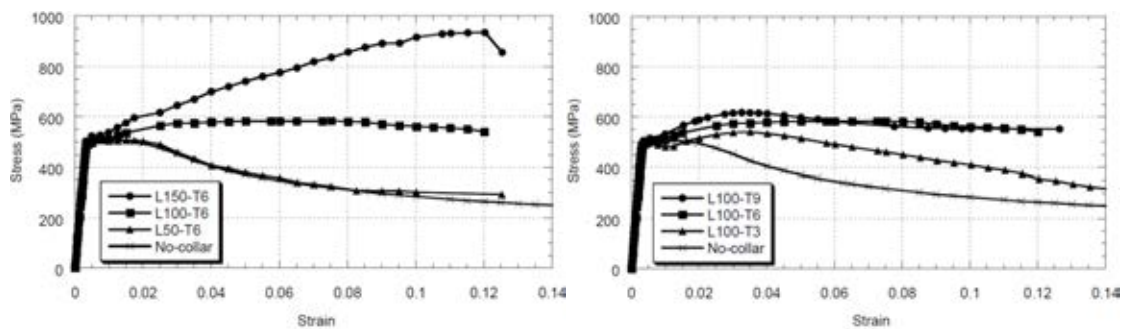 1000
800
600
400
200
0
Stress (MPa)
L150-T6
L100-T6
L50-T6
No-collar
0 0.02 0.04 0.06 0.08 0.1 0.12 0.14
Strain
1000
800
600
400
200
0
Stress (MPa)
L100-T9
L100-T6
L100-T3
No-collar
0 0.02 0.04 0.06 0.08 0.1 0.12 0.14
Strain